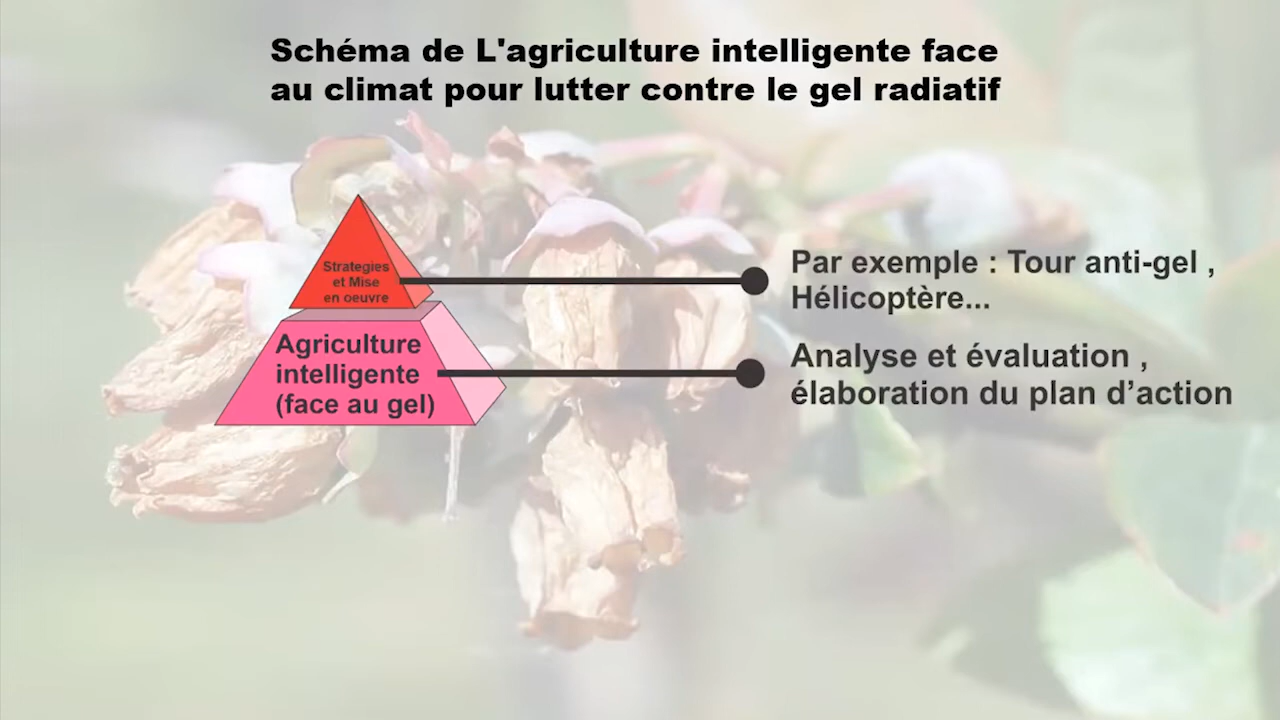 Schéma de L'agriculture intelligente face
au climat pour lutter contre le gel radiatif
Strategies
et Mise
en oeuvre
Par exemple : Tour anti-gel ,
Hélicoptère...
Agriculture
intelligente
(face au gel)
Analyse et évaluation ,
élaboration du plan d’action